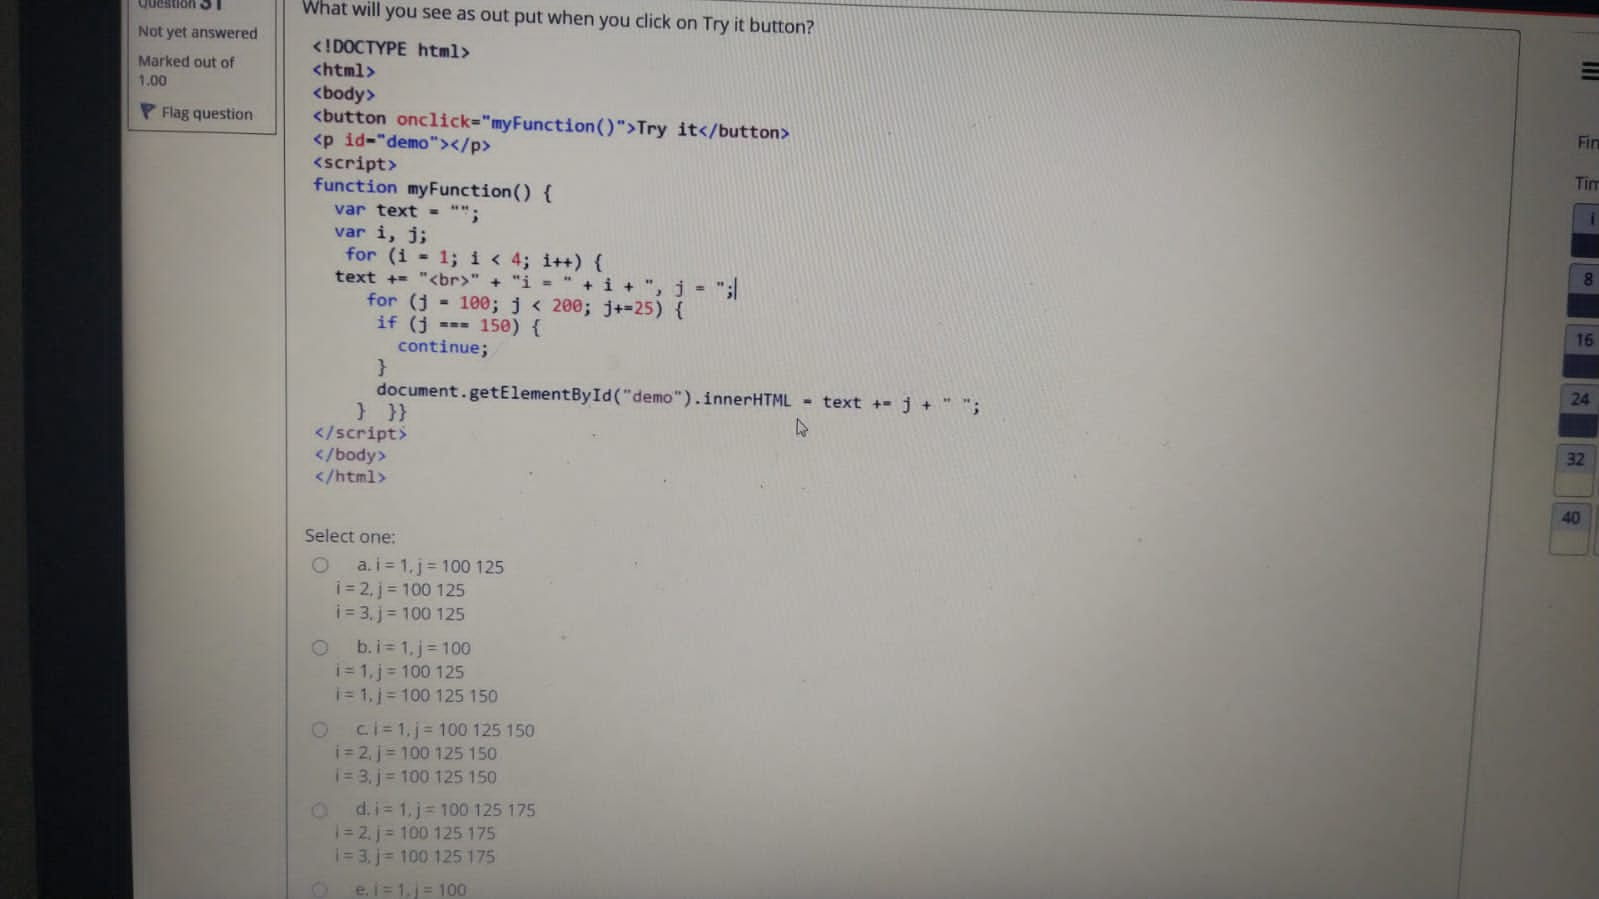 Question 31
Not yet answered
Marked out of
1.00
Flag question
What will you see as out put when you click on Try it button?
<!DOCTYPE html>
<html>
<body>
<button onclick="myFunction()">Try it</button>
<p id="demo"></p>
<script>
function myFunction() {
var text = "";
var i, j;
for (i = 1; i < 4; i++) {
text += "<br>" + "i = " + i + ", j = ";
for (j = 100; j < 200; j+=25) {
if (j === 150) {
continue;
}
document.getElementById("demo").innerHTML = text += j + " ";
} }}
</script>
</body>
</html>
Select one:
a. i = 1, j = 100 125
i = 2, j = 100 125
i = 3, j = 100 125
b. i = 1, j = 100
i = 1, j = 100 125
i = 1, j = 100 125 150
c. i = 1, j = 100 125 150
i = 2, j = 100 125 150
i = 3, j = 100 125 150
d. i = 1, j = 100 125 175
i = 2, j = 100 125 175
i = 3, j = 100 125 175
e. i = 1, j = 100
Fin
Tim
i
8
16
24
32
40